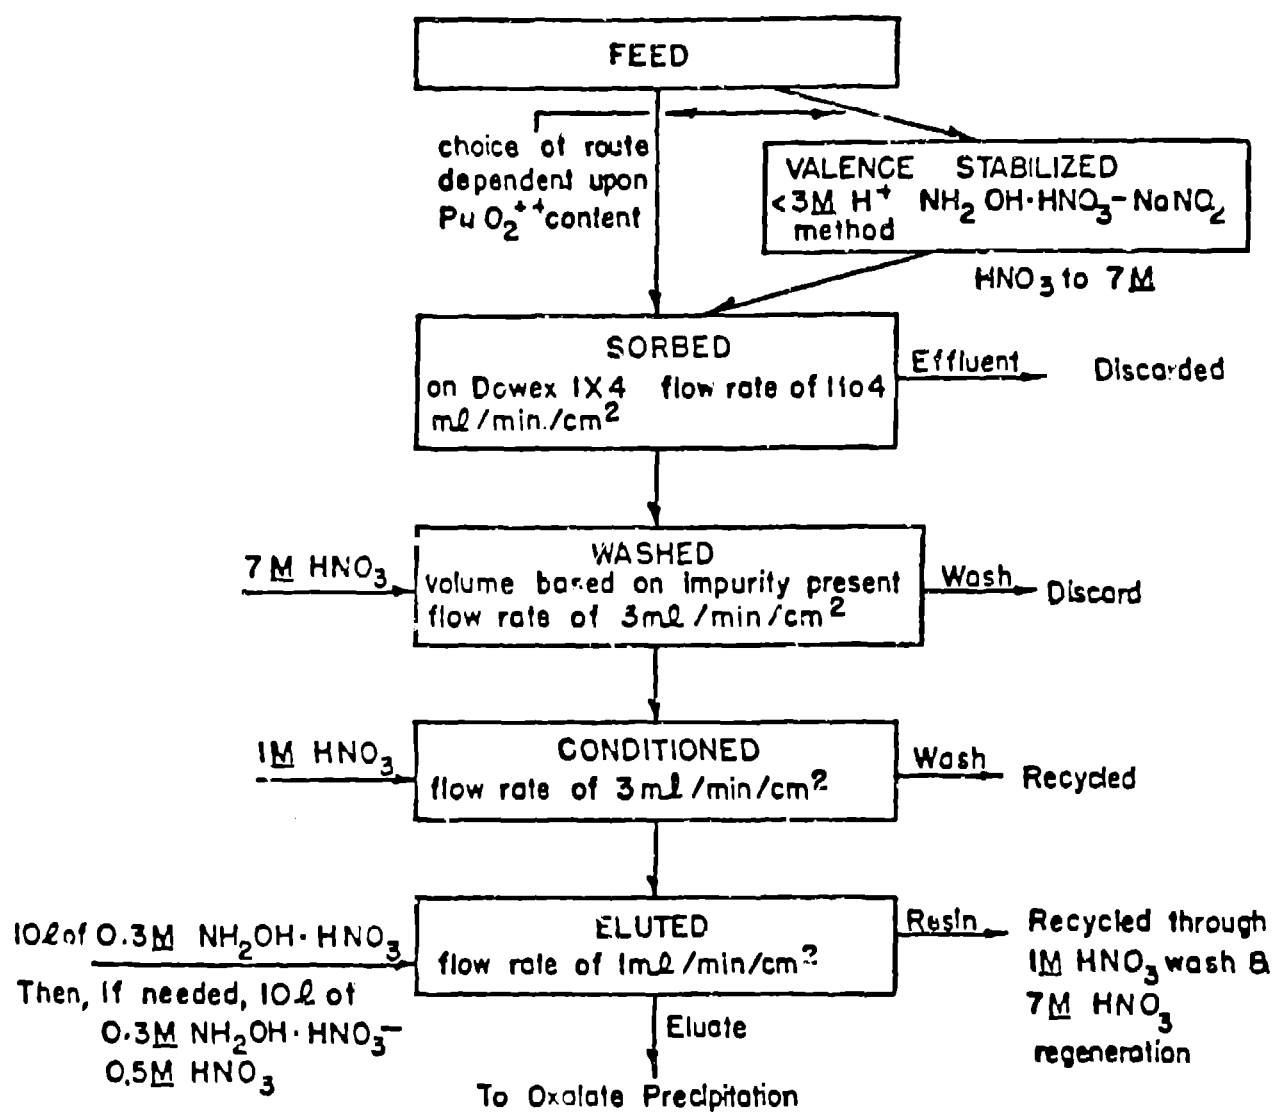 FEED
choice of route
dependent upon
PuO₂⁺⁺ content
VALENCE STABILIZED
<3M H⁺ NH₂OH·HNO₃-NaNO₂
method
HNO₃ to 7M
SORBED
on Dowex 1X4 flow rate of 1 to 4
ml/min./cm²
Effluent
Discarded
7M HNO₃
WASHED
volume based on impurity present
flow rate of 3ml/min/cm²
Wash
Discard
1M HNO₃
CONDITIONED
flow rate of 3ml/min/cm²
Wash
Recycled
10l of 0.3M NH₂OH·HNO₃
Then, if needed, 10l of
0.3M NH₂OH·HNO₃-
0.5M HNO₃
ELUTED
flow rate of 1ml/min/cm²
Resin
Recycled through
1M HNO₃ wash &
7M HNO₃
regeneration
Eluate
To Oxalate Precipitation